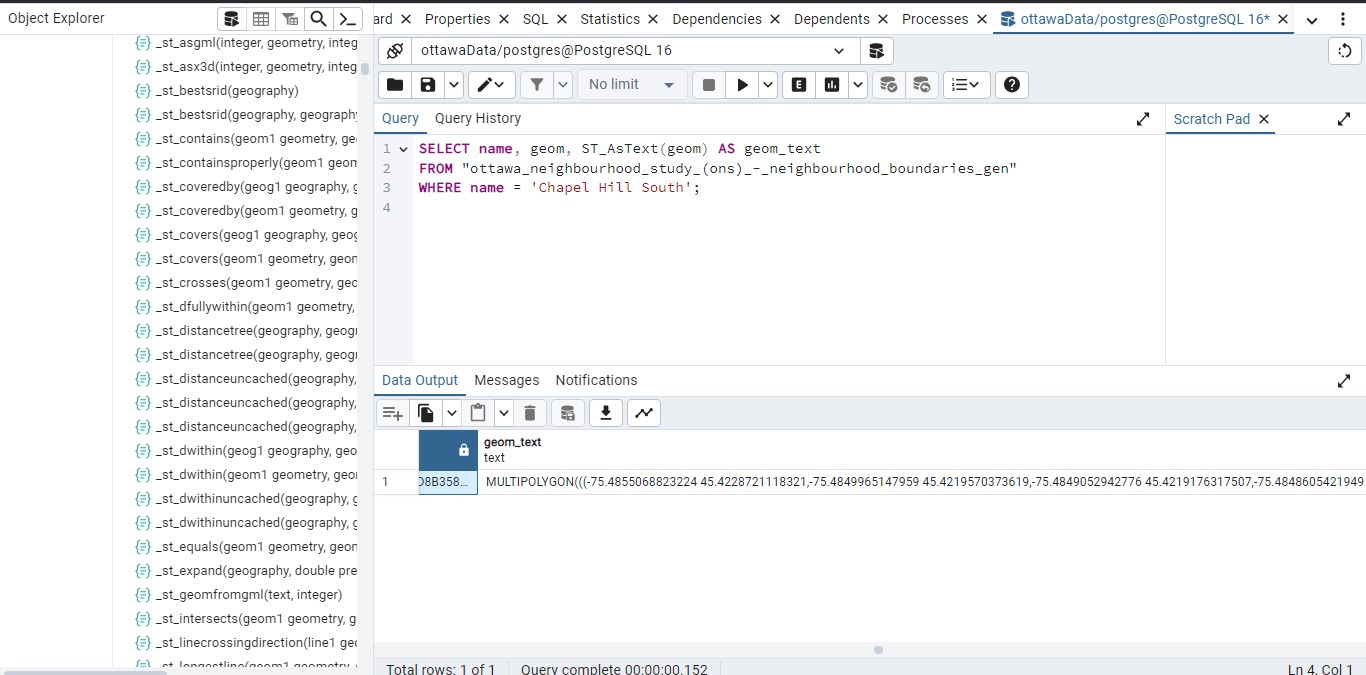 Object Explorer
_st_asgml(integer, geometry, integ
_st_asx3d(integer, geometry, integ
_st_bestsrid(geography)
_st_bestsrid(geography, geography
_st_contains(geom1 geometry, ge
_st_containsproperly(geom1 geom
_st_coveredby(geog1 geography, g
_st_coveredby(geom1 geometry, g
_st_covers(geog1 geography, geog
_st_covers(geom1 geometry, geom
_st_crosses(geom1 geometry, geo
_st_dfullywithin(geom1 geometry,
_st_distancetree(geography, geogr
_st_distancetree(geography, geogr
_st_distanceuncached(geography,
_st_distanceuncached(geography,
_st_distanceuncached(geography,
_st_dwithin(geog1 geography, geo
_st_dwithin(geom1 geometry, geo
_st_dwithinuncached(geography, g
_st_dwithinuncached(geography, g
_st_equals(geom1 geometry, geom
_st_expand(geography, double pre
_st_geomfromgml(text, integer)
_st_intersects(geom1 geometry, g
_st_linecrossingdirection(line1 geo
_st_longestline(geom1 geometry,
ard Properties SQL Statistics Dependencies Dependents Processes ottawaData/postgres@PostgreSQL 16*
ottawaData/postgres@PostgreSQL 16
No limit
E
Query Query History Scratch Pad
1 SELECT name, geom, ST_AsText(geom) AS geom_text
2 FROM "ottawa_neighbourhood_study_(ons)_-_neighbourhood_boundaries_gen"
3 WHERE name = 'Chapel Hill South';
4
Data Output Messages Notifications
geom_text
text
1 D8B358... MULTIPOLYGON(((-75.4855068823224 45.4228721118321,-75.4849965147959 45.4219570373619,-75.4849052942776 45.4219176317507,-75.4848605421949
Total rows: 1 of 1 Query complete 00:00:00.152 Ln 4, Col 1